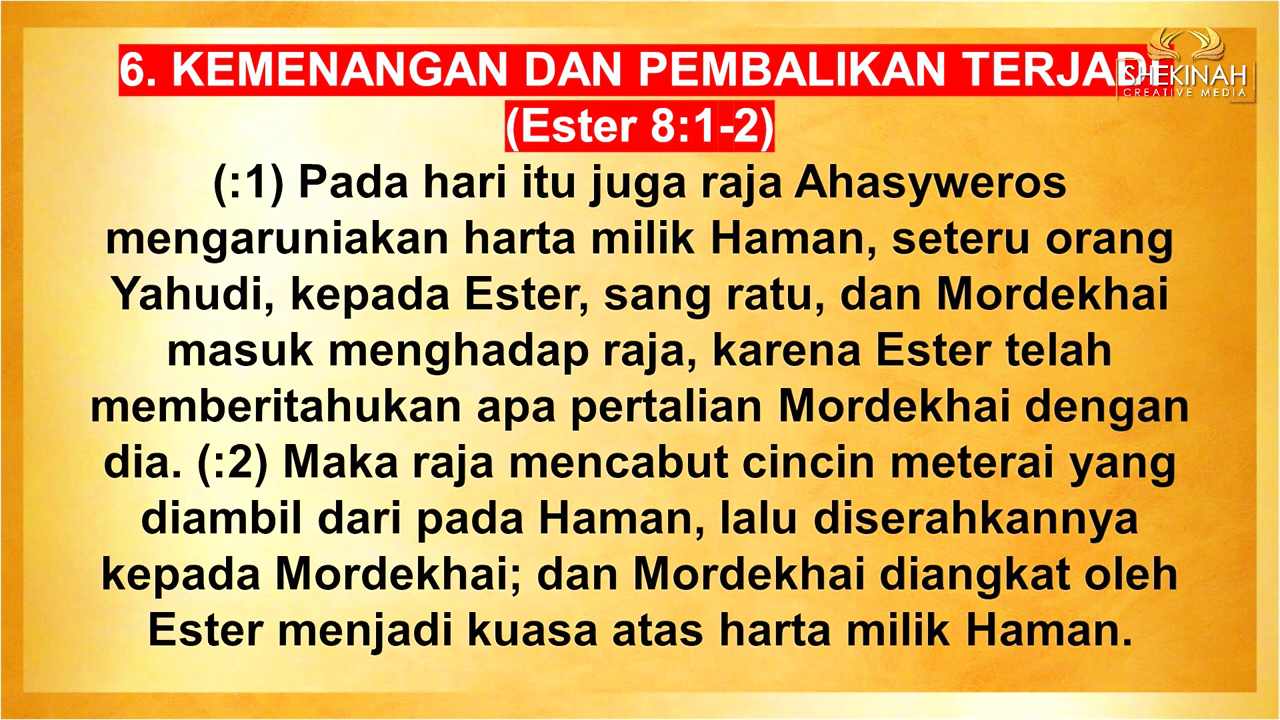 6. KEMENANGAN DAN PEMBALIKAN TERJADI
(Ester 8:1-2)
(:1) Pada hari itu juga raja Ahasyweros
mengaruniakan harta milik Haman, seteru orang
Yahudi, kepada Ester, sang ratu, dan Mordekhai
masuk menghadap raja, karena Ester telah
memberitahukan apa pertalian Mordekhai dengan
dia. (:2) Maka raja mencabut cincin meterai yang
diambil dari pada Haman, lalu diserahkannya
kepada Mordekhai; dan Mordekhai diangkat oleh
Ester menjadi kuasa atas harta milik Haman.
SHEKINAH
CREATIVE MEDIA